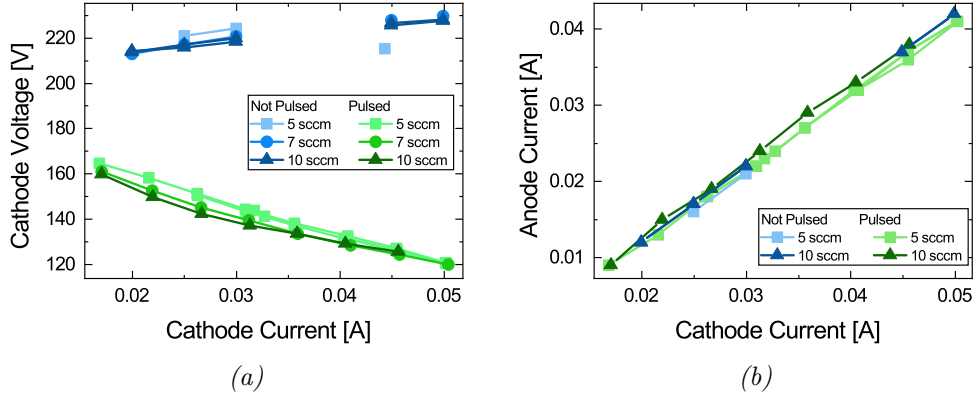 220
200
180
160
140
120
Cathode Voltage [V]
Not Pulsed Pulsed
5 sccm 5 sccm
7 sccm 7 sccm
10 sccm 10 sccm
0.02 0.03 0.04 0.05
Cathode Current [A]
(a)
0.04
0.03
0.02
0.01
Anode Current [A]
Not Pulsed Pulsed
5 sccm 5 sccm
10 sccm 10 sccm
0.02 0.03 0.04 0.05
Cathode Current [A]
(b)